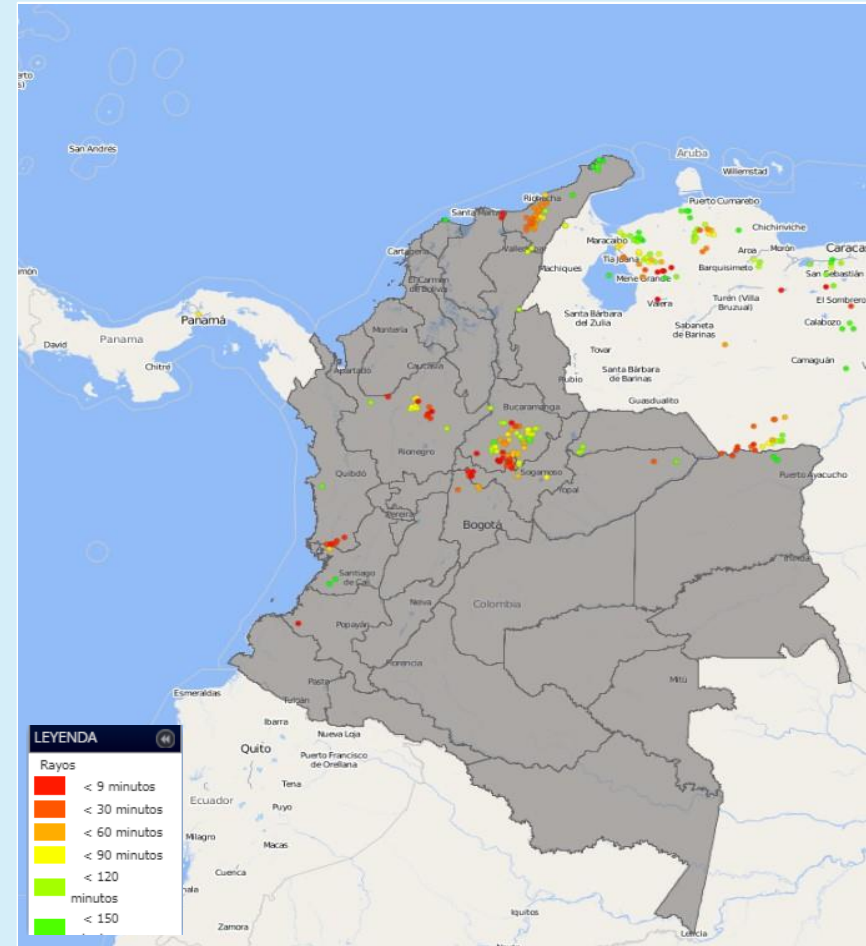 San Andrés
Aruba
Willemstad
Riohacha
Puerto Cumarebo
Santa Marta
Chichiriviche
Maracaibo
Caracas
Cartagena
Valledupar
Aroa
Morón
Tía Juana
Machiques
Barquisimeto
San Sebastián
El Carmen
de Bolívar
Mene Grande
Valera
Turén (Villa
Bruzual)
El Sombrero
Santa Bárbara
del Zulia
Panamá
Sabaneta
de Barinas
Calabozo
David
Panama
Montería
Tovar
Camaguán
Chitré
Apartado
Caucasia
Rubio
Santa Bárbara
de Barinas
Guasdualito
Bucaramanga
Rionegro
Quibdó
Sogamoso
Puerto Ayacucho
Yopal
Pereira
Bogotá
Inírida
Santiago
de Cali
Neiva
Colombia
Popayán
Florencia
Mitú
Pasto
Esmeraldas
Tulcán
Ibarra
Nueva Loja
Quito
Puerto Francisco
de Orellana
Tena
Ecuador
Puyo
Milagro
Macas
Cuenca
Zamora
Iquitos
Leticia
LEYENDA
Rayos
< 9 minutos
< 30 minutos
< 60 minutos
< 90 minutos
< 120
minutos
< 150